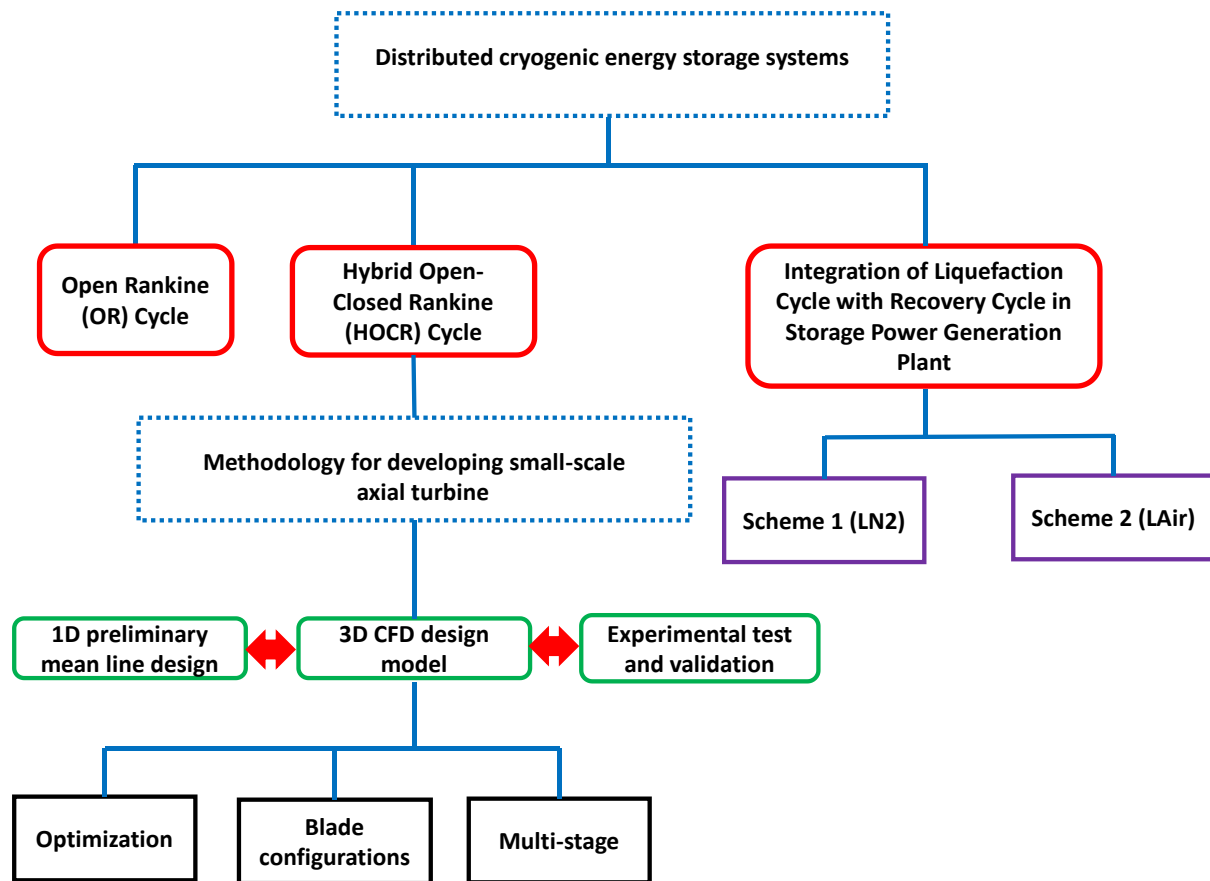 Distributed cryogenic energy storage systems
Open Rankine
(OR) Cycle
Hybrid Open-
Closed Rankine
(HOCR) Cycle
Integration of Liquefaction
Cycle with Recovery Cycle in
Storage Power Generation
Plant
Methodology for developing small-scale
axial turbine
Scheme 1 (LN2)
Scheme 2 (LAir)
1D preliminary
mean line design
3D CFD design
model
Experimental test
and validation
Optimization
Blade
configurations
Multi-stage